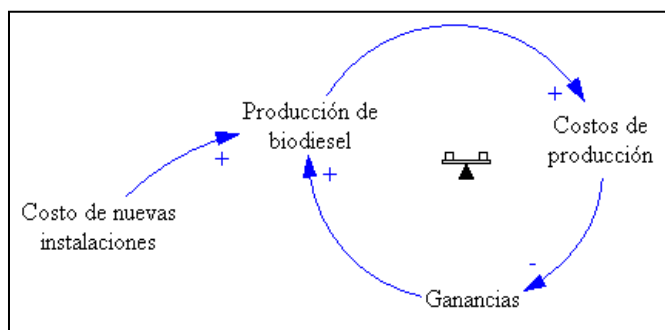 Producción de
biodiesel
+
Costos de
producción
+
+
Costo de nuevas
instalaciones
-
Ganancias